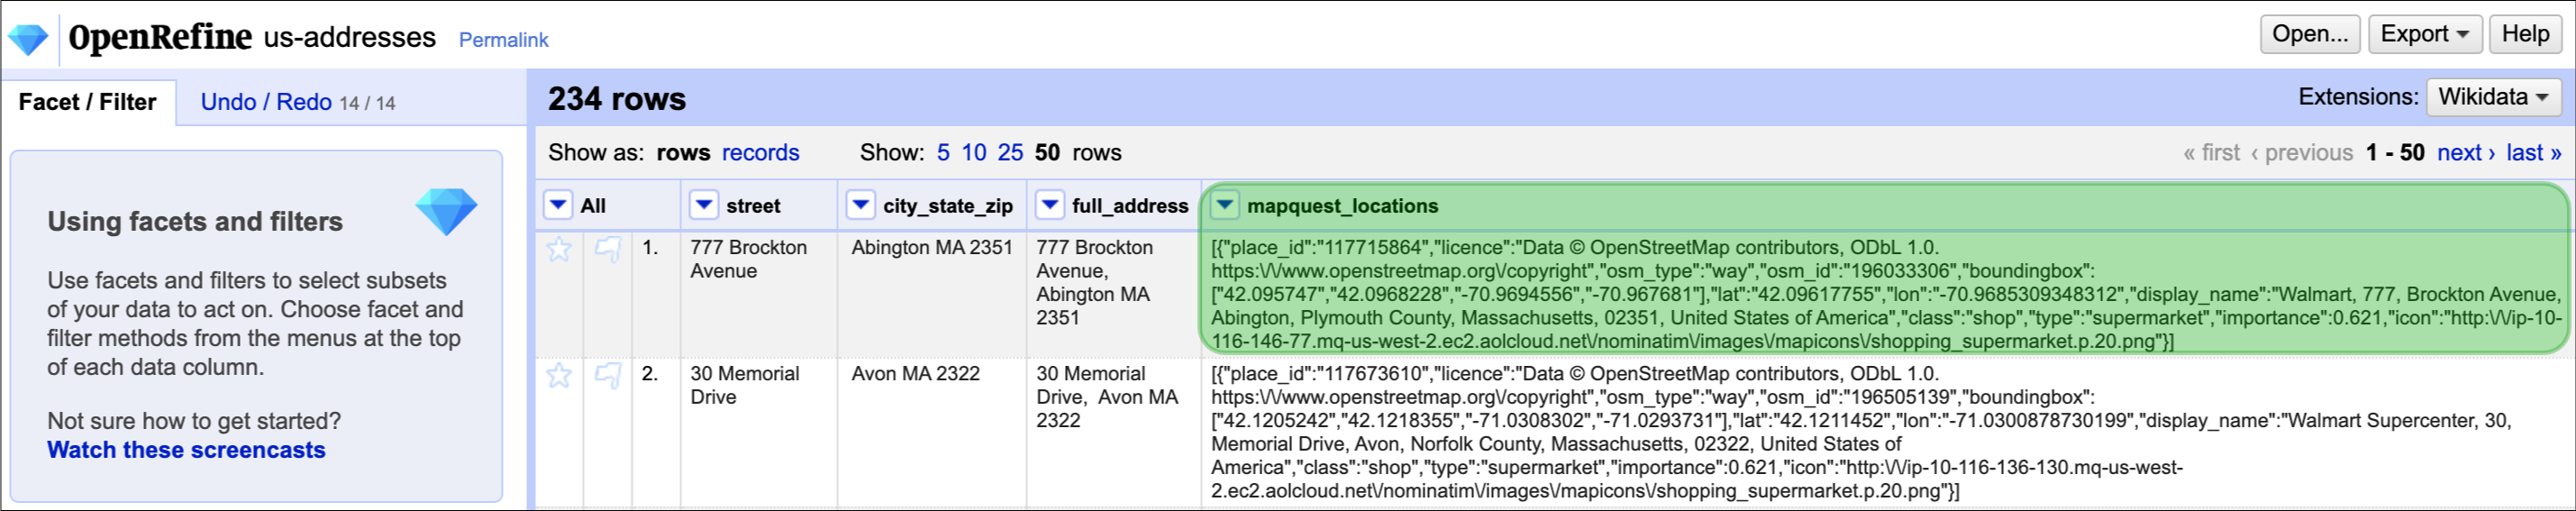 OpenRefine us-addresses Permalink
Open... Export Help
Facet / Filter Undo / Redo 14 / 14
234 rows
Extensions: Wikidata
Show as: rows records Show: 5 10 25 50 rows
« first ‹ previous 1 - 50 next › last »
Using facets and filters
Use facets and filters to select subsets
of your data to act on. Choose facet and
filter methods from the menus at the top
of each data column.
Not sure how to get started?
Watch these screencasts
All street city_state_zip full_address mapquest_locations
1.
777 Brockton
Avenue
Abington MA 2351
777 Brockton
Avenue,
Abington MA
2351
[{"place_id":"117715864","licence":"Data © OpenStreetMap contributors, ODbL 1.0.
https:\/\/www.openstreetmap.org\/copyright","osm_type":"way","osm_id":"196033306","boundingbox":
["42.095747","42.0968228","-70.9694556","-70.967681"],"lat":"42.09617755","lon":"-70.9685309348312","display_name":"Walmart, 777, Brockton Avenue,
Abington, Plymouth County, Massachusetts, 02351, United States of America","class":"shop","type":"supermarket","importance":0.621,"icon":"http:\/\/ip-10-
116-146-77.mq-us-west-2.ec2.aolcloud.net\/nominatim\/images\/mapicons\/shopping_supermarket.p.20.png"}]
2.
30 Memorial
Drive
Avon MA 2322
30 Memorial
Drive, Avon MA
2322
[{"place_id":"117673610","licence":"Data © OpenStreetMap contributors, ODbL 1.0.
https:\/\/www.openstreetmap.org\/copyright","osm_type":"way","osm_id":"196505139","boundingbox":
["42.1205242","42.1218355","-71.0308302","-71.0293731"],"lat":"42.1211452","lon":"-71.0300878730199","display_name":"Walmart Supercenter, 30,
Memorial Drive, Avon, Norfolk County, Massachusetts, 02322, United States of
America","class":"shop","type":"supermarket","importance":0.621,"icon":"http:\/\/ip-10-116-136-130.mq-us-west-
2.ec2.aolcloud.net\/nominatim\/images\/mapicons\/shopping_supermarket.p.20.png"}]